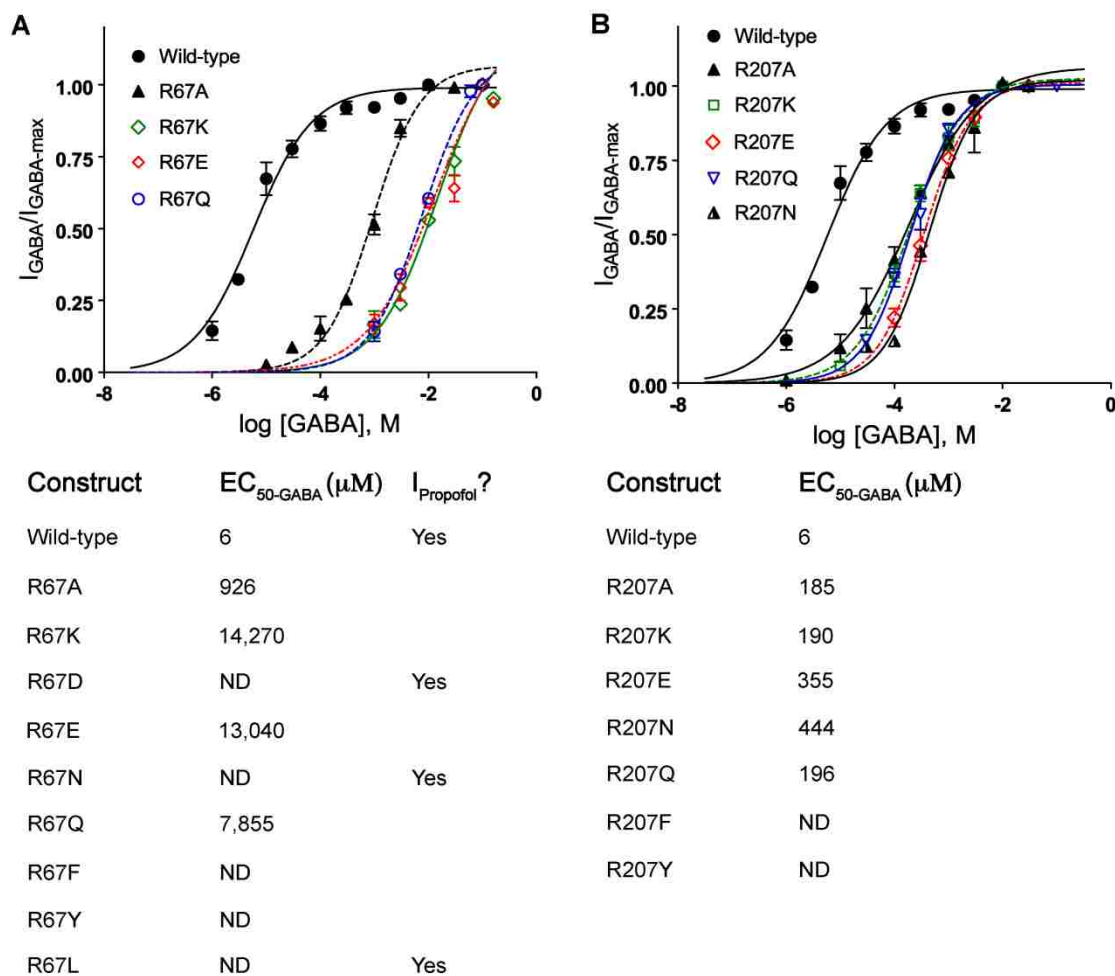 A
Wild-type
R67A
R67K
R67E
R67Q
I GABA/I GABA-max
1.00
0.75
0.50
0.25
0.00
-8 -6 -4 -2 0
log [GABA], M
Construct EC50-GABA (μM) IPropofol?
Wild-type 6 Yes
R67A 926
R67K 14,270
R67D ND Yes
R67E 13,040
R67N ND Yes
R67Q 7,855
R67F ND
R67Y ND
R67L ND Yes
B
Wild-type
R207A
R207K
R207E
R207Q
R207N
I GABA/I GABA-max
1.00
0.75
0.50
0.25
0.00
-8 -6 -4 -2 0
log [GABA], M
Construct EC50-GABA (μM)
Wild-type 6
R207A 185
R207K 190
R207E 355
R207N 444
R207Q 196
R207F ND
R207Y ND